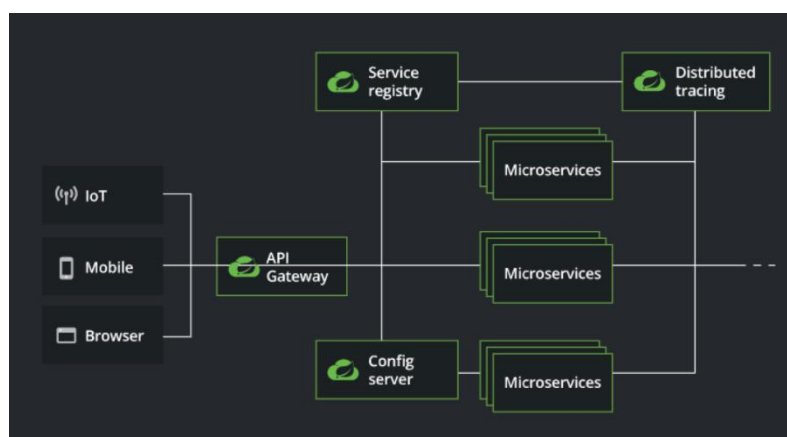 Service
registry
Distributed
tracing
Microservices
IoT
Mobile
API
Gateway
Microservices
Browser
Config
server
Microservices